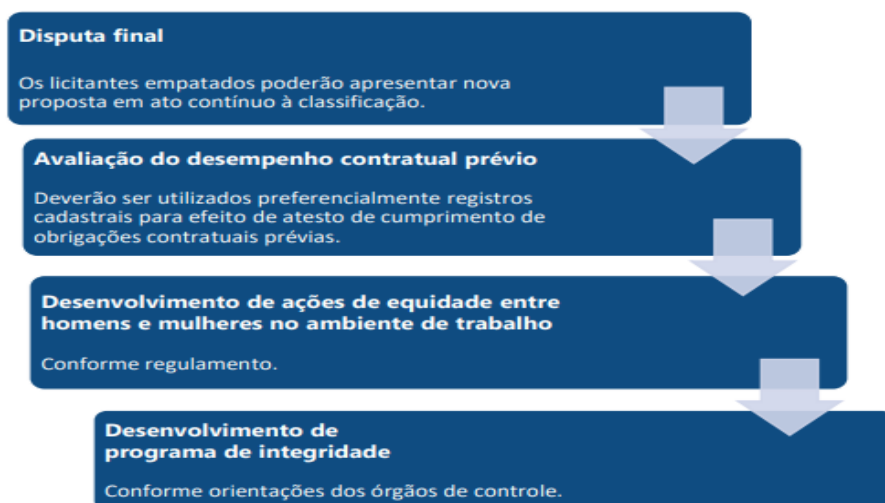 Disputa final
Os licitantes empatados poderão apresentar nova
proposta em ato contínuo à classificação.
Avaliação do desempenho contratual prévio
Deverão ser utilizados preferencialmente registros
cadastrais para efeito de atesto de cumprimento de
obrigações contratuais prévias.
Desenvolvimento de ações de equidade entre
homens e mulheres no ambiente de trabalho
Conforme regulamento.
Desenvolvimento de
programa de integridade
Conforme orientações dos órgãos de controle.